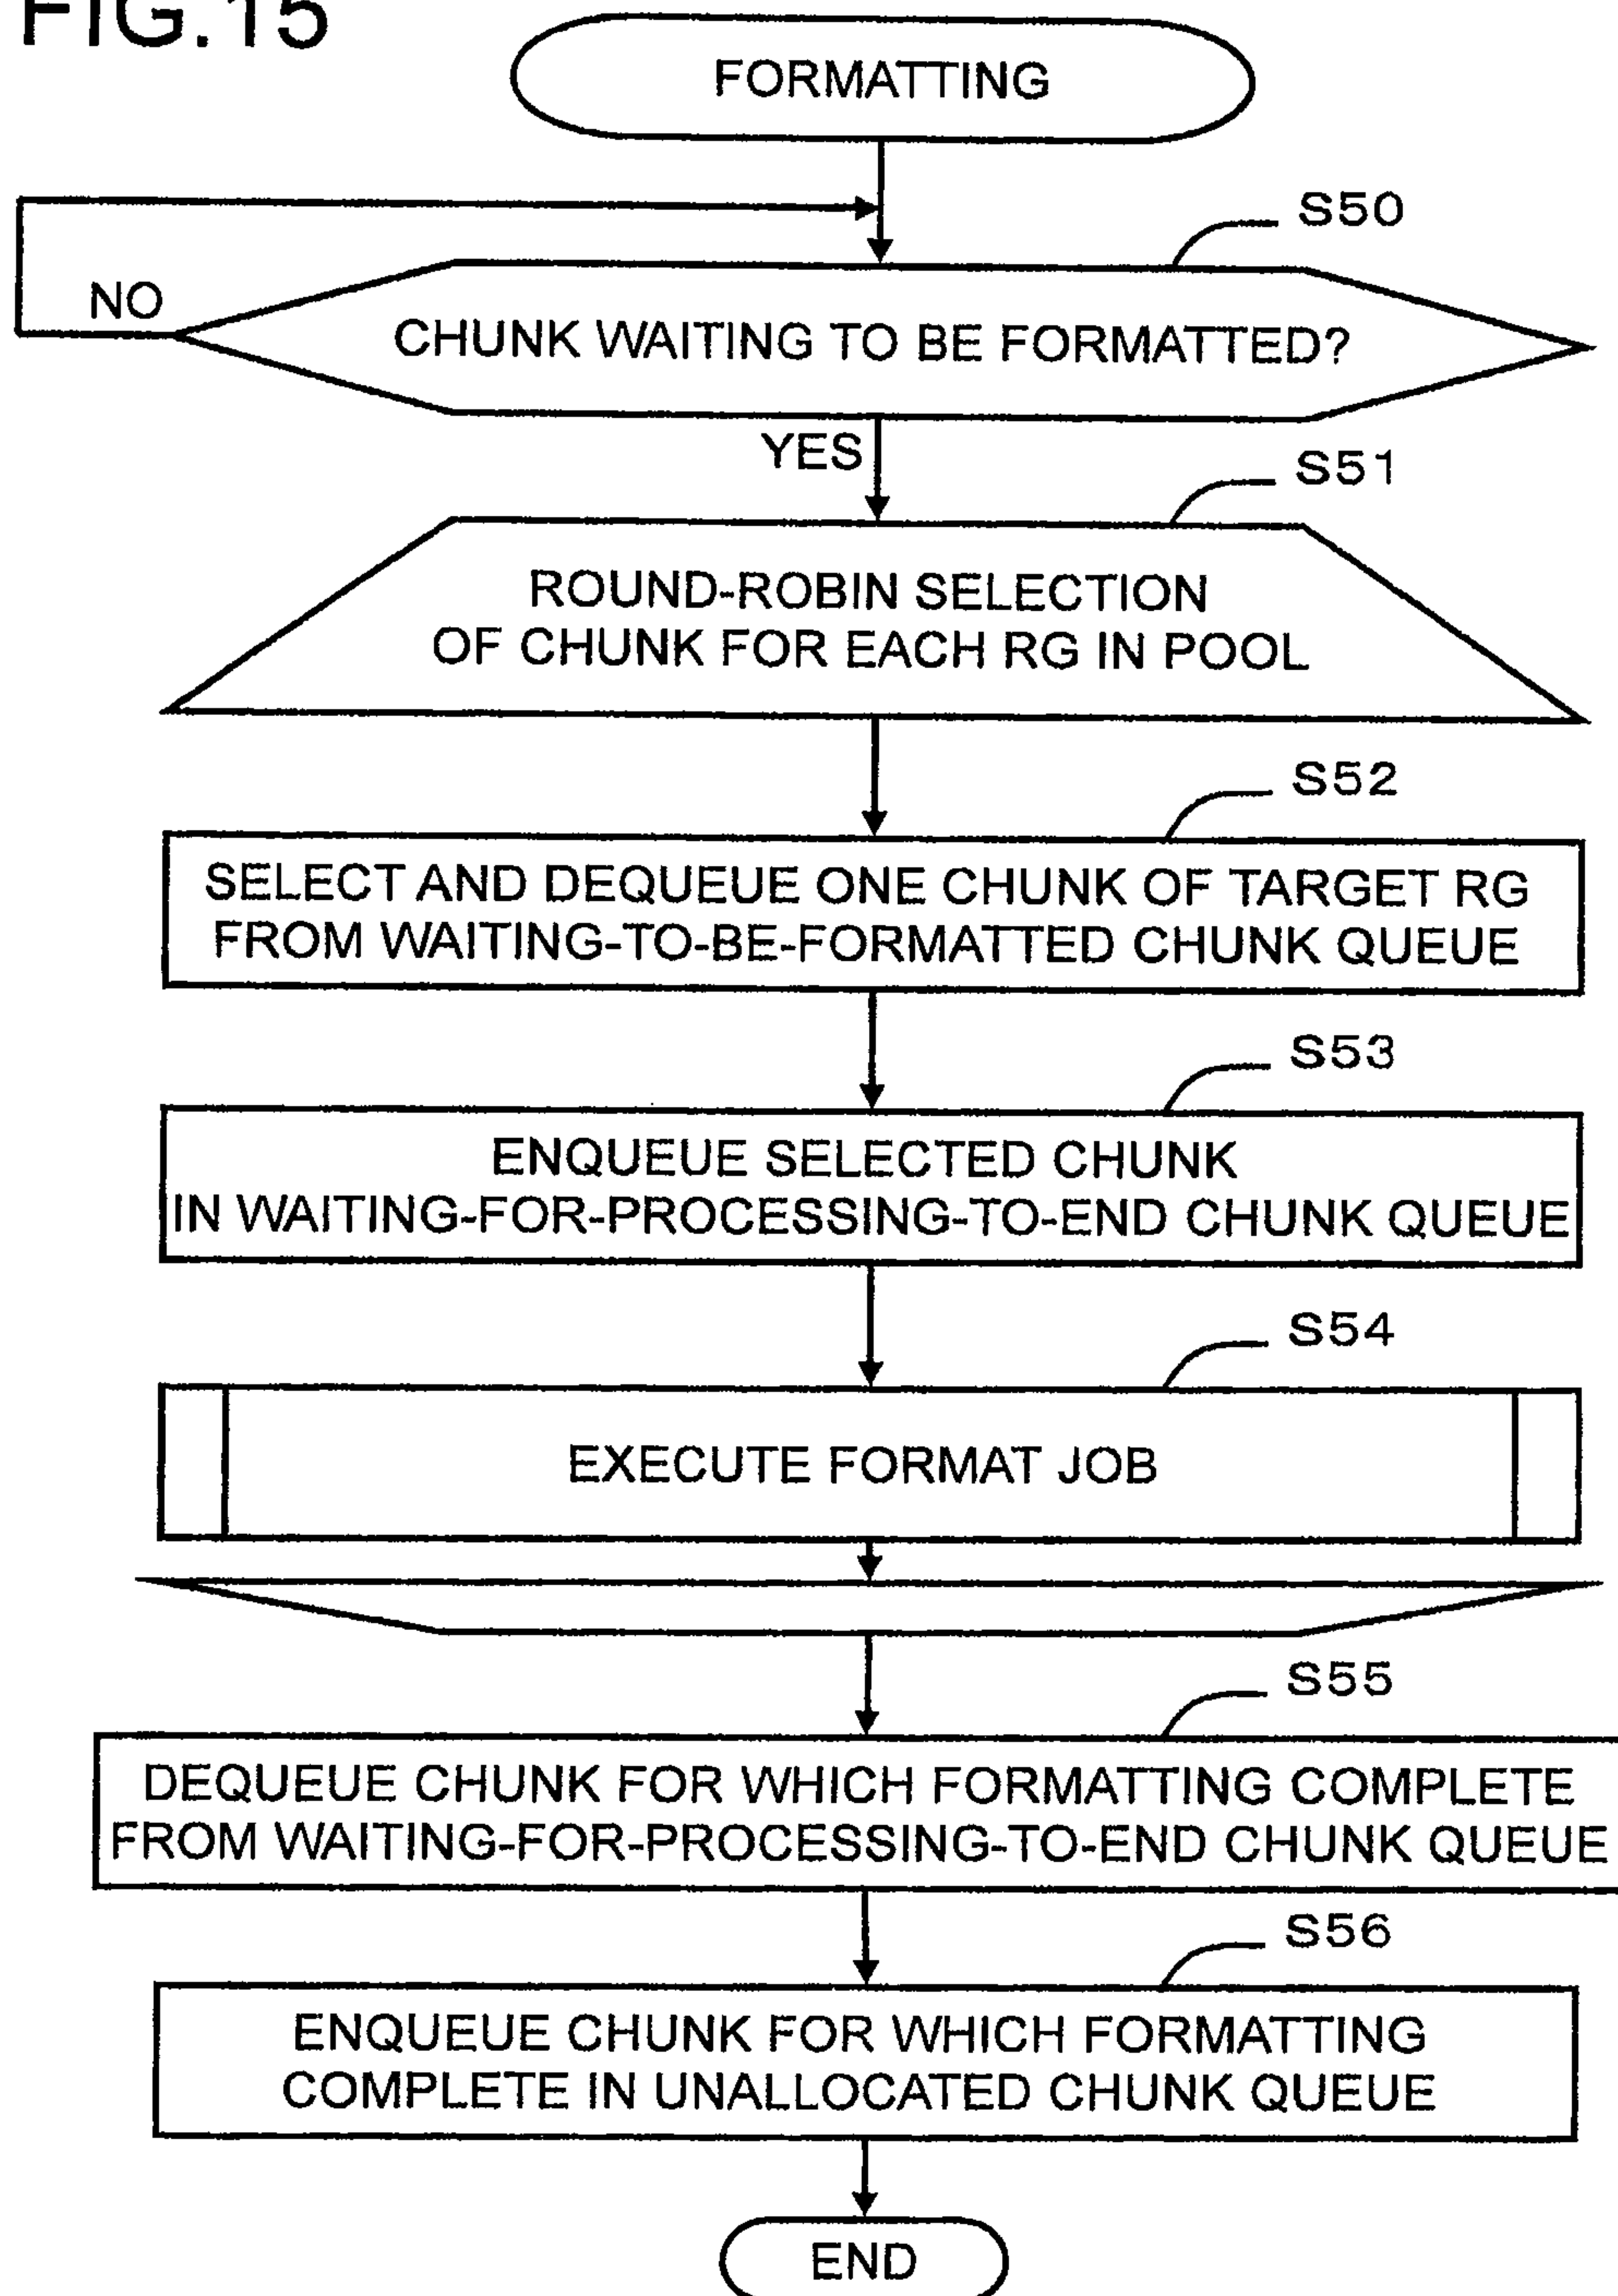 FIG.15
FORMATTING
S50
NO
CHUNK WAITING TO BE FORMATTED?
YES
S51
ROUND-ROBIN SELECTION
OF CHUNK FOR EACH RG IN POOL
S52
SELECT AND DEQUEUE ONE CHUNK OF TARGET RG
FROM WAITING-TO-BE-FORMATTED CHUNK QUEUE
S53
ENQUEUE SELECTED CHUNK
IN WAITING-FOR-PROCESSING-TO-END CHUNK QUEUE
S54
EXECUTE FORMAT JOB
S55
DEQUEUE CHUNK FOR WHICH FORMATTING COMPLETE
FROM WAITING-FOR-PROCESSING-TO-END CHUNK QUEUE
S56
ENQUEUE CHUNK FOR WHICH FORMATTING
COMPLETE IN UNALLOCATED CHUNK QUEUE
END